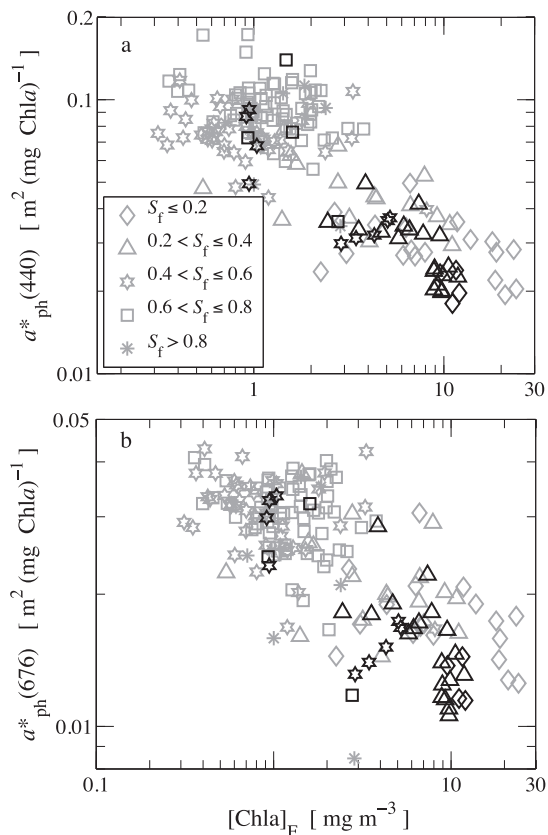 0.2
a
0.1
0.01
a*ph(440) [ m² (mg Chla)⁻¹ ]
Sf ≤ 0.2
0.2 < Sf ≤ 0.4
0.4 < Sf ≤ 0.6
0.6 < Sf ≤ 0.8
Sf > 0.8
1 10 30
0.05
b
0.01
a*ph(676) [ m² (mg Chla)⁻¹ ]
0.1 1 10 30
[Chla]F [ mg m⁻³ ]